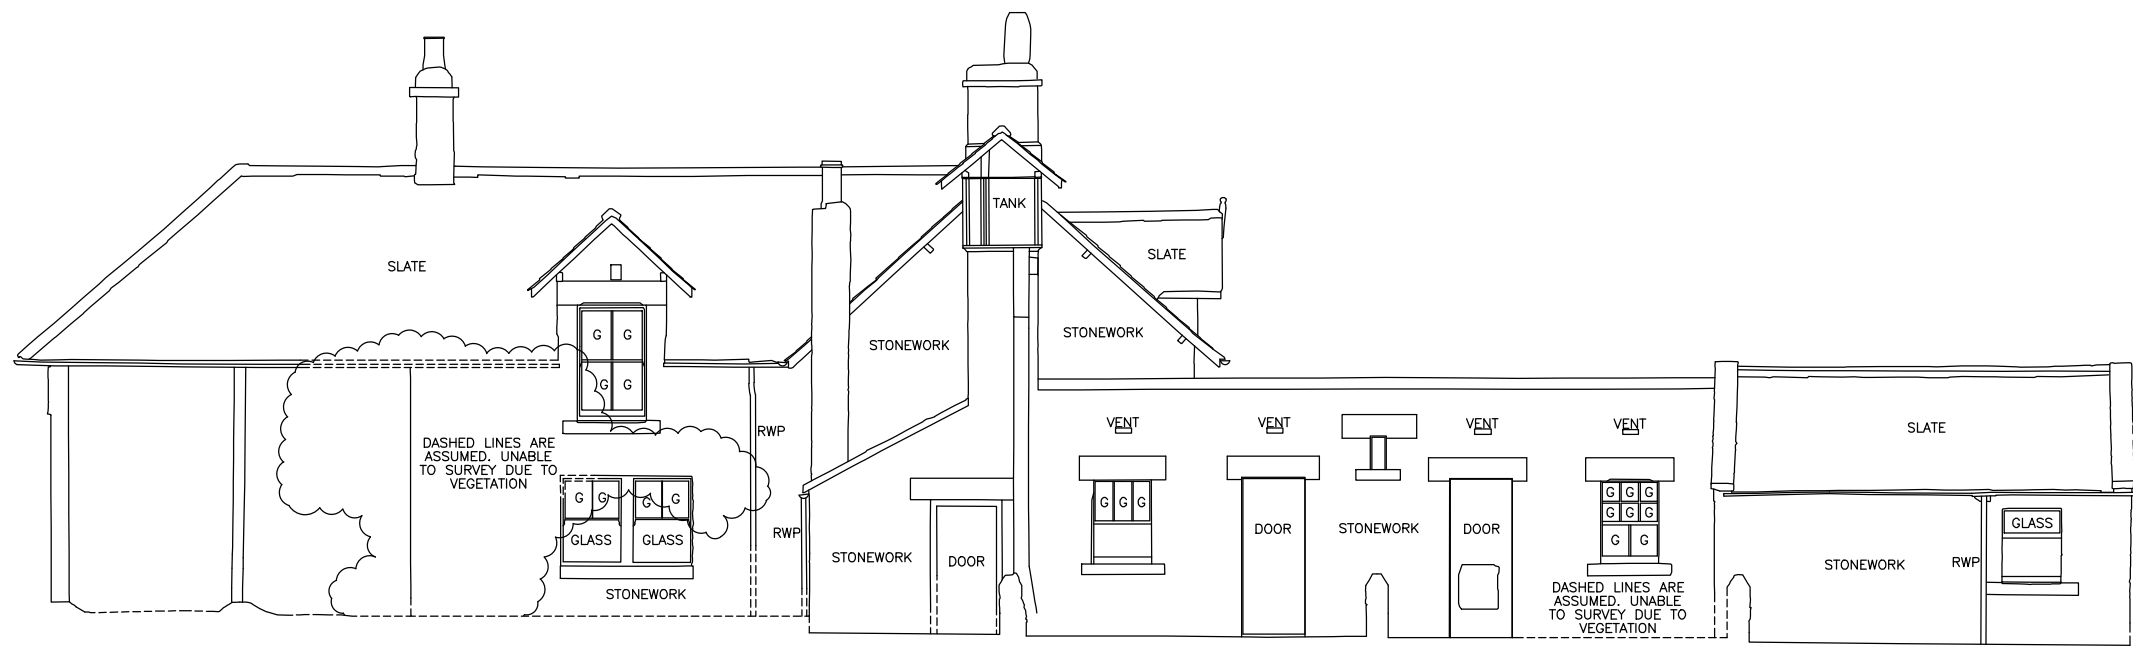 TANK
SLATE
SLATE
G G
STONEWORK
STONEWORK
G G
VENT
VENT
VENT
VENT
SLATE
RWP
DASHED LINES ARE
ASSUMED. UNABLE
TO SURVEY DUE TO
VEGETATION
G G
G G
G G G
G G G
G G G
GLASS
GLASS
GLASS
RWP
DOOR
STONEWORK
DOOR
G G
GLASS
STONEWORK
DOOR
STONEWORK
RWP
STONEWORK
DASHED LINES ARE
ASSUMED. UNABLE
TO SURVEY DUE TO
VEGETATION